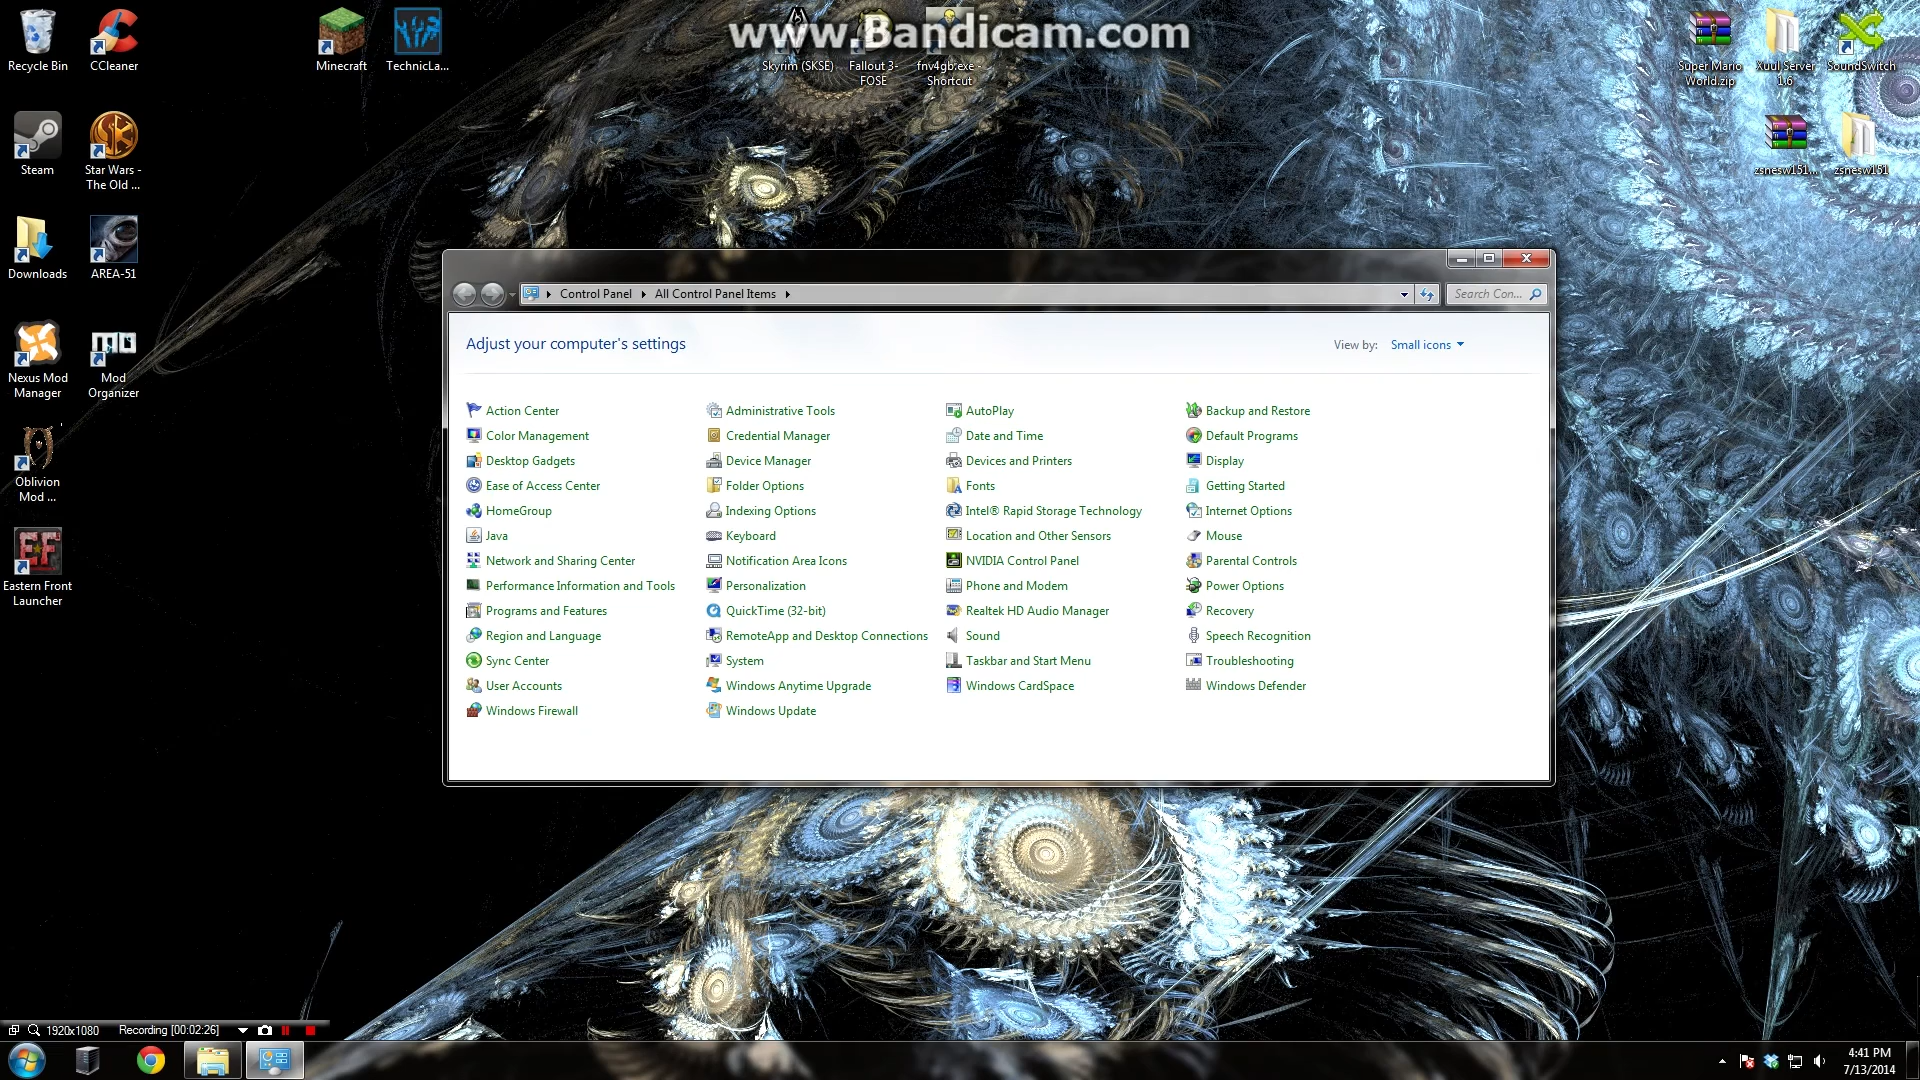 www.Bandicam.com
Recycle Bin
CCleaner
Minecraft
TechnicLa...
Skyrim (SKSE)
Fallout 3-
FOSE
fnv4gb.exe -
Shortcut
Super Mario
World.zip
Xuul Server
1.6
SoundSwitch
Steam
Star Wars -
The Old ...
zsnesw151...
zsnesw151
Downloads
AREA-51
Nexus Mod
Manager
Mod
Organizer
Oblivion
Mod ...
Eastern Front
Launcher
Control Panel
All Control Panel Items
Search Con...
Adjust your computer's settings
View by: Small icons
Action Center
Administrative Tools
AutoPlay
Backup and Restore
Color Management
Credential Manager
Date and Time
Default Programs
Desktop Gadgets
Device Manager
Devices and Printers
Display
Ease of Access Center
Folder Options
Fonts
Getting Started
HomeGroup
Indexing Options
Intel® Rapid Storage Technology
Internet Options
Java
Keyboard
Location and Other Sensors
Mouse
Network and Sharing Center
Notification Area Icons
NVIDIA Control Panel
Parental Controls
Performance Information and Tools
Personalization
Phone and Modem
Power Options
Programs and Features
QuickTime (32-bit)
Realtek HD Audio Manager
Recovery
Region and Language
RemoteApp and Desktop Connections
Sound
Speech Recognition
Sync Center
System
Taskbar and Start Menu
Troubleshooting
User Accounts
Windows Anytime Upgrade
Windows CardSpace
Windows Defender
Windows Firewall
Windows Update
1920x1080
Recording [00:02:26]
4:41 PM
7/13/2014